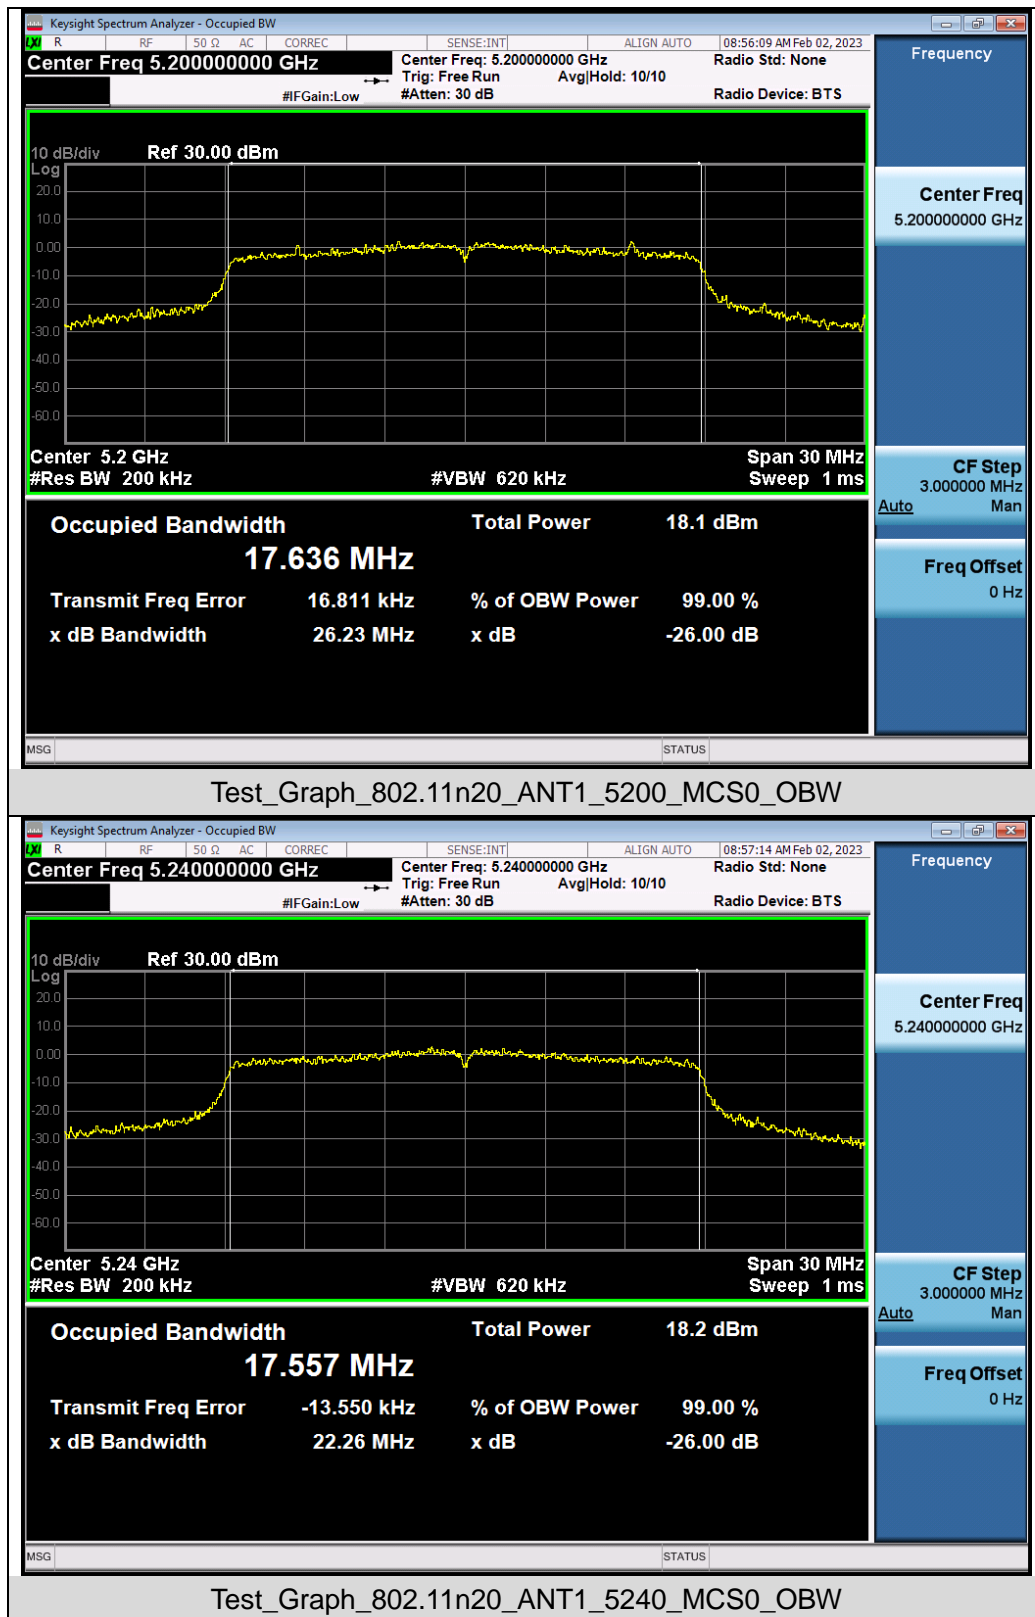 Keysight Spectrum Analyzer - Occupied BW
LXI R RF 50 Ω AC CORREC SENSE:INT ALIGN AUTO 08:56:09 AM Feb 02, 2023
Center Freq 5.200000000 GHz
Center Freq: 5.200000000 GHz
Radio Std: None
Trig: Free Run Avg|Hold: 10/10
#IFGain:Low
#Atten: 30 dB
Radio Device: BTS
Frequency
10 dB/div Ref 30.00 dBm
Log
20.0
10.0
0.00
-10.0
-20.0
-30.0
-40.0
-50.0
-60.0
Center Freq
5.200000000 GHz
Center 5.2 GHz Span 30 MHz
#Res BW 200 kHz #VBW 620 kHz Sweep 1 ms
CF Step
3.000000 MHz
Auto Man
Freq Offset
0 Hz
Occupied Bandwidth Total Power 18.1 dBm
17.636 MHz
Transmit Freq Error 16.811 kHz % of OBW Power 99.00 %
x dB Bandwidth 26.23 MHz x dB -26.00 dB
MSG STATUS
Test_Graph_802.11n20_ANT1_5200_MCS0_OBW
Keysight Spectrum Analyzer - Occupied BW
LXI R RF 50 Ω AC CORREC SENSE:INT ALIGN AUTO 08:57:14 AM Feb 02, 2023
Center Freq 5.240000000 GHz
Center Freq: 5.240000000 GHz
Radio Std: None
Trig: Free Run Avg|Hold: 10/10
#IFGain:Low
#Atten: 30 dB
Radio Device: BTS
Frequency
10 dB/div Ref 30.00 dBm
Log
20.0
10.0
0.00
-10.0
-20.0
-30.0
-40.0
-50.0
-60.0
Center Freq
5.240000000 GHz
Center 5.24 GHz Span 30 MHz
#Res BW 200 kHz #VBW 620 kHz Sweep 1 ms
CF Step
3.000000 MHz
Auto Man
Freq Offset
0 Hz
Occupied Bandwidth Total Power 18.2 dBm
17.557 MHz
Transmit Freq Error -13.550 kHz % of OBW Power 99.00 %
x dB Bandwidth 22.26 MHz x dB -26.00 dB
MSG STATUS
Test_Graph_802.11n20_ANT1_5240_MCS0_OBW